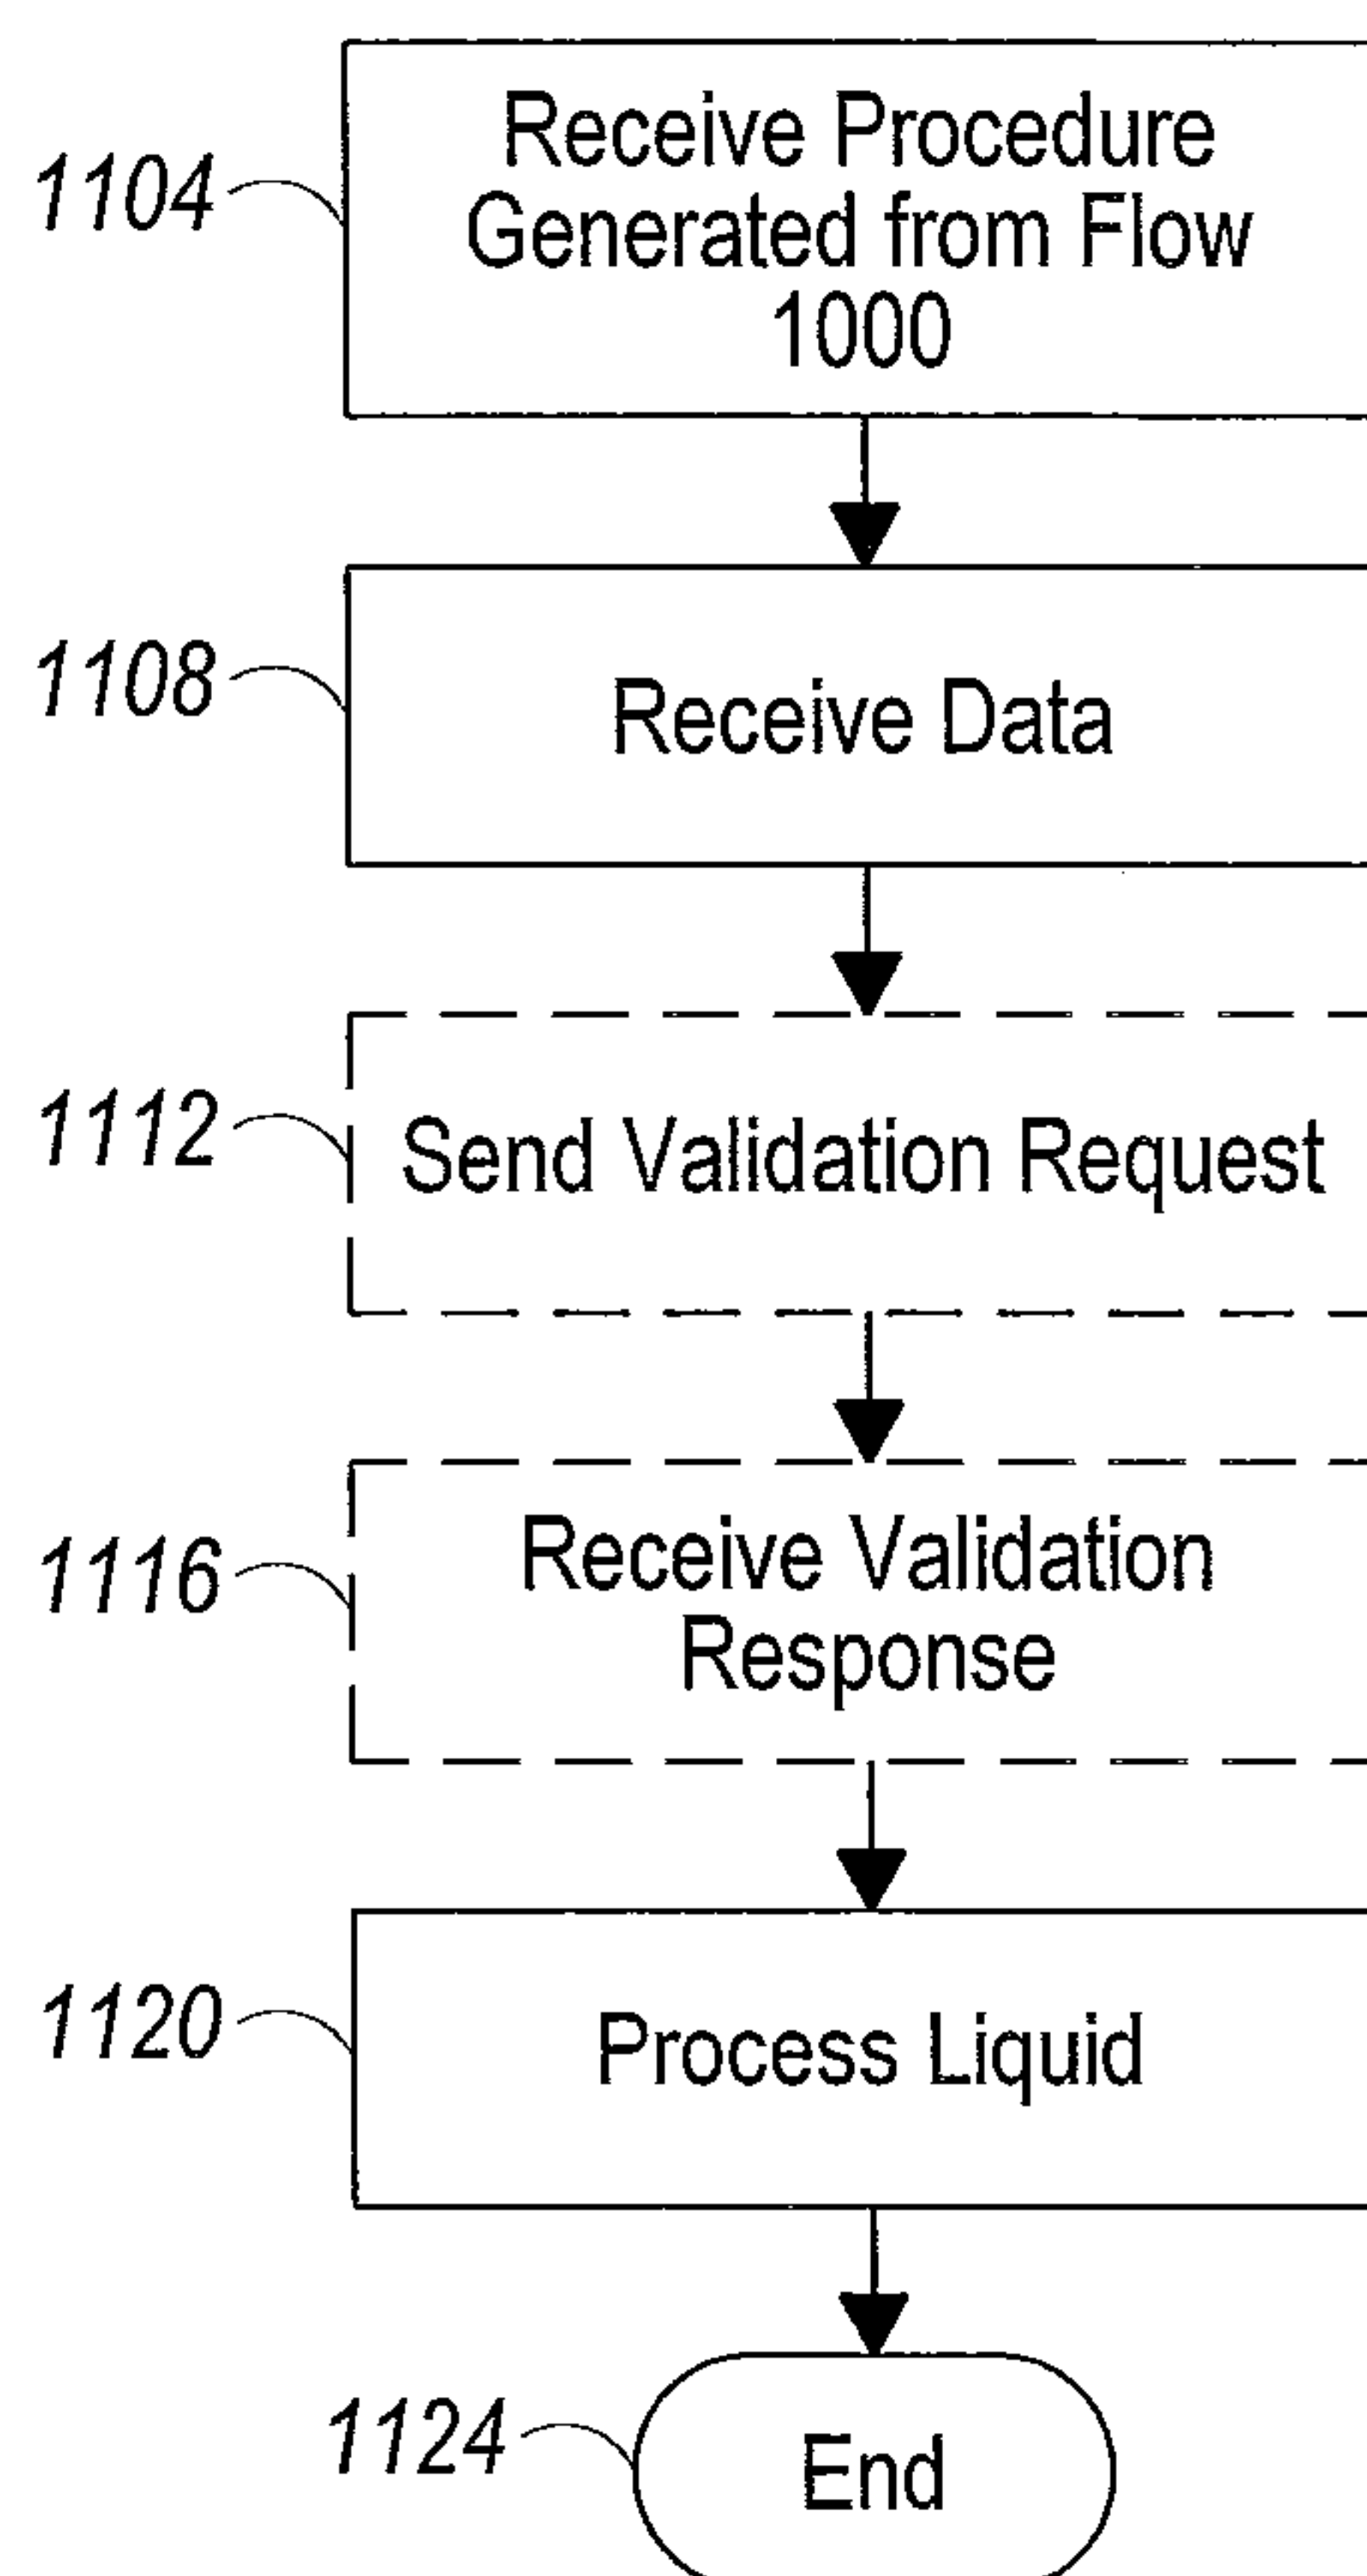 Receive Procedure
1104
Generated from Flow
1000
1108
Receive Data
1112
Send Validation Request
1116
Receive Validation
Response
1120
Process Liquid
1124
End